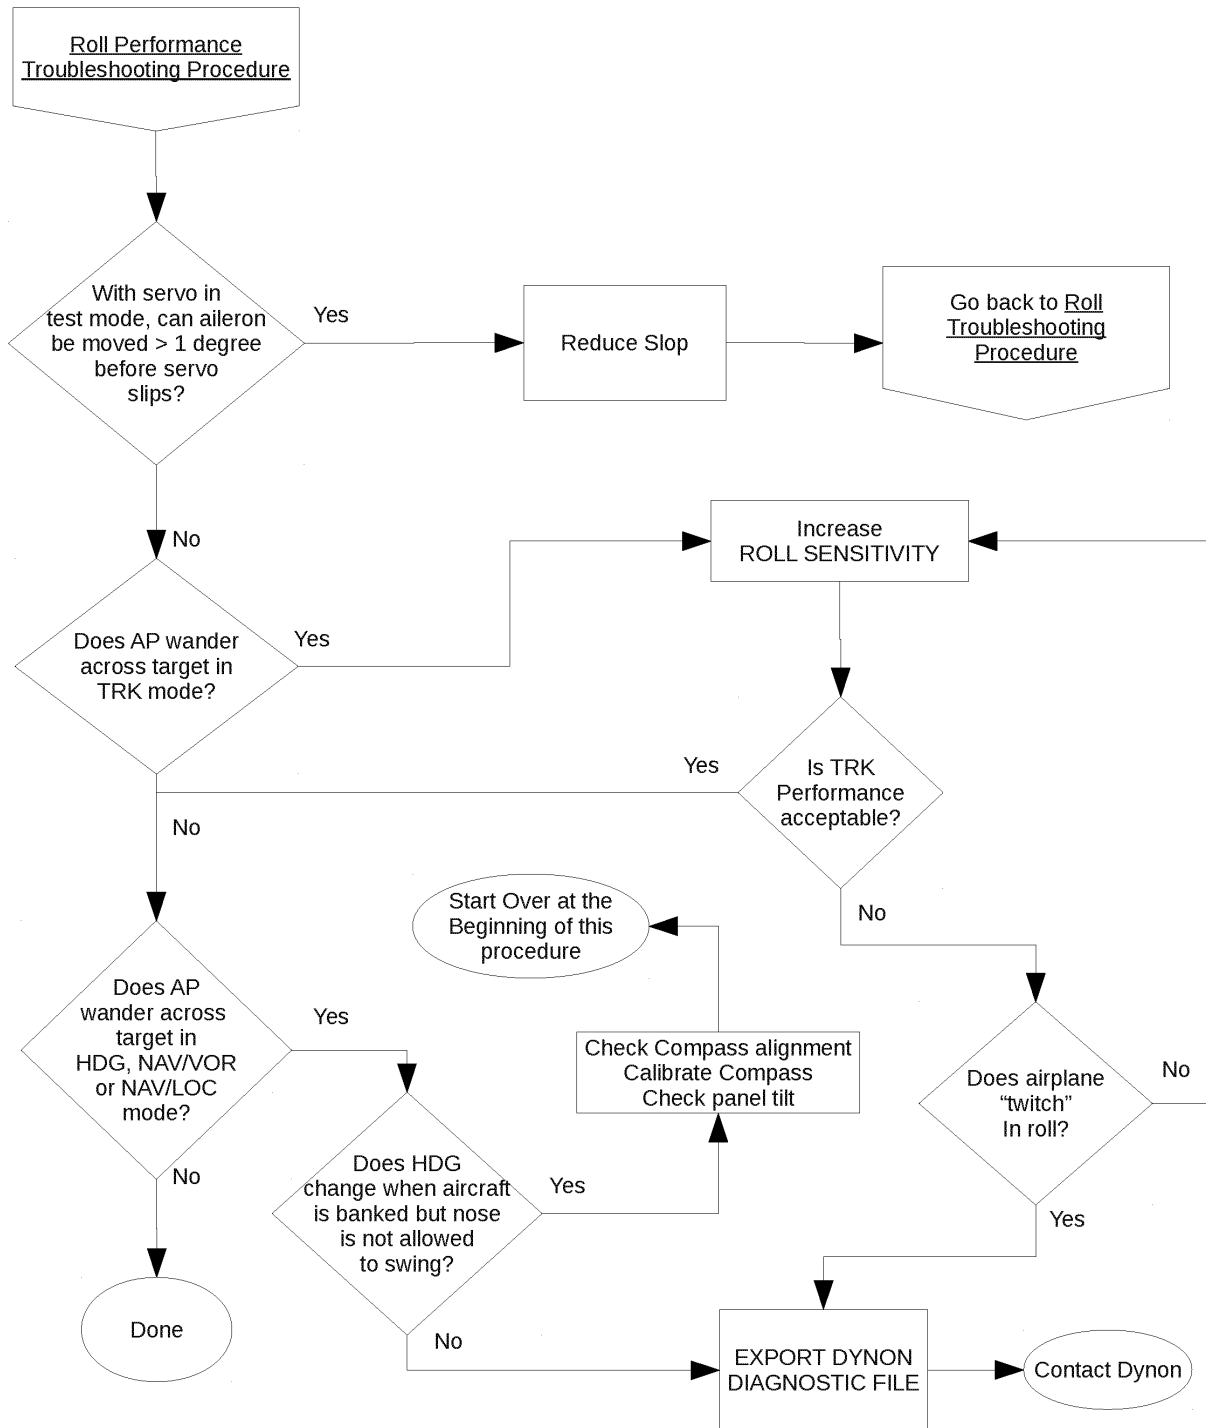 Roll Performance
Troubleshooting Procedure
With servo in
test mode, can aileron
be moved > 1 degree
before servo
slips?
Yes
Reduce Slop
Go back to Roll
Troubleshooting
Procedure
No
Increase
ROLL SENSITIVITY
Does AP wander
across target in
TRK mode?
Yes
Is TRK
Performance
acceptable?
Yes
No
No
Start Over at the
Beginning of this
procedure
Does AP
wander across
target in
HDG, NAV/VOR
or NAV/LOC
mode?
Yes
Check Compass alignment
Calibrate Compass
Check panel tilt
Does airplane
“twitch”
In roll?
No
Yes
No
Does HDG
change when aircraft
is banked but nose
is not allowed
to swing?
Yes
No
Done
EXPORT DYNON
DIAGNOSTIC FILE
Contact Dynon